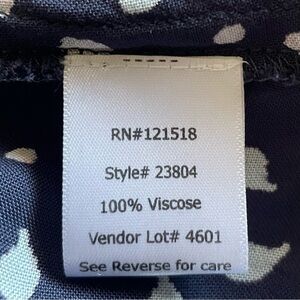 RN#121518
Style# 23804
100% Viscose
Vendor Lot# 4601
See Reverse for care